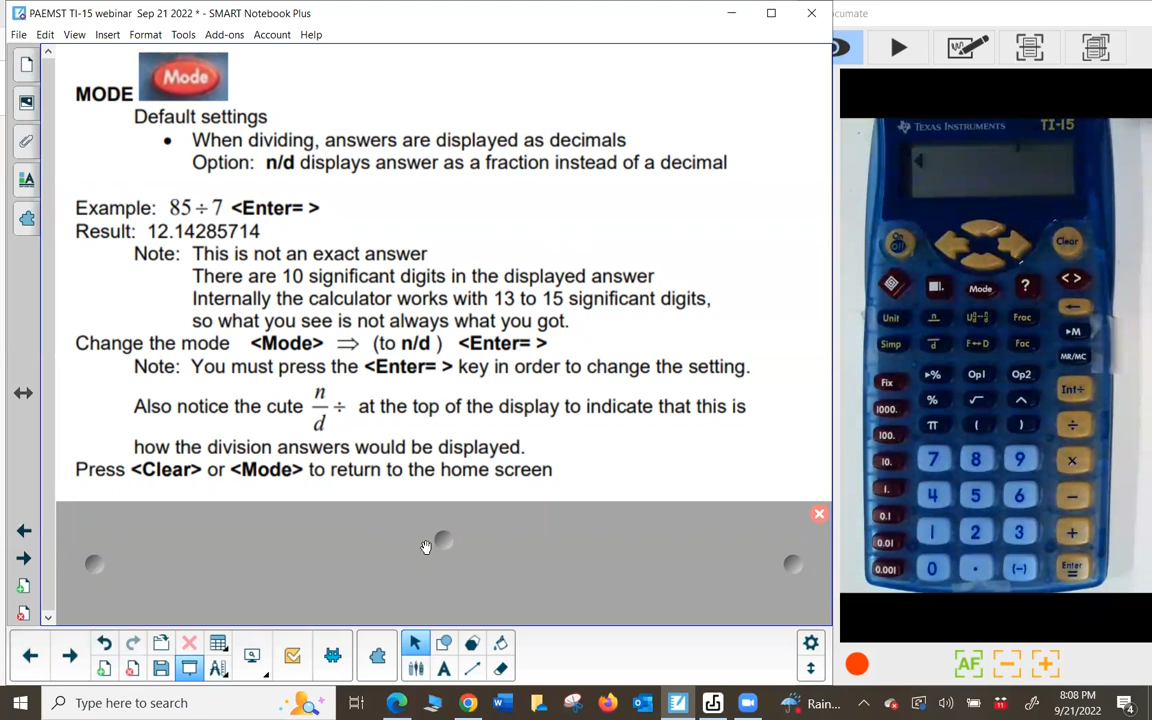 PAEMST TI-15 webinar Sep 21 2022 * - SMART Notebook Plus
File Edit View Insert Format Tools Add-ons Account Help
MODE Mode
Default settings
• When dividing, answers are displayed as decimals
Option: n/d displays answer as a fraction instead of a decimal
Example: 85 ÷ 7 <Enter= >
Result: 12.14285714
Note: This is not an exact answer
There are 10 significant digits in the displayed answer
Internally the calculator works with 13 to 15 significant digits,
so what you see is not always what you got.
Change the mode <Mode> ⇒ (to n/d ) <Enter= >
Note: You must press the <Enter= > key in order to change the setting.
Also notice the cute n/d ÷ at the top of the display to indicate that this is
how the division answers would be displayed.
Press <Clear> or <Mode> to return to the home screen
ocumate
TEXAS INSTRUMENTS TI-15
On Off Clear
Mode ? < >
Unit n U n/d ↔ n/d Frac
▸M
Simp d F↔D Fac
MR/MC
Fix ▸% Op1 Op2
Int÷
1000. % √ ^
100. π ( ) ÷
10. 7 8 9 ×
1. 4 5 6 −
0.1
0.01 1 2 3 +
0.001 0 . (−) Enter =
AF
Type here to search
Rain...
8:08 PM
9/21/2022
4